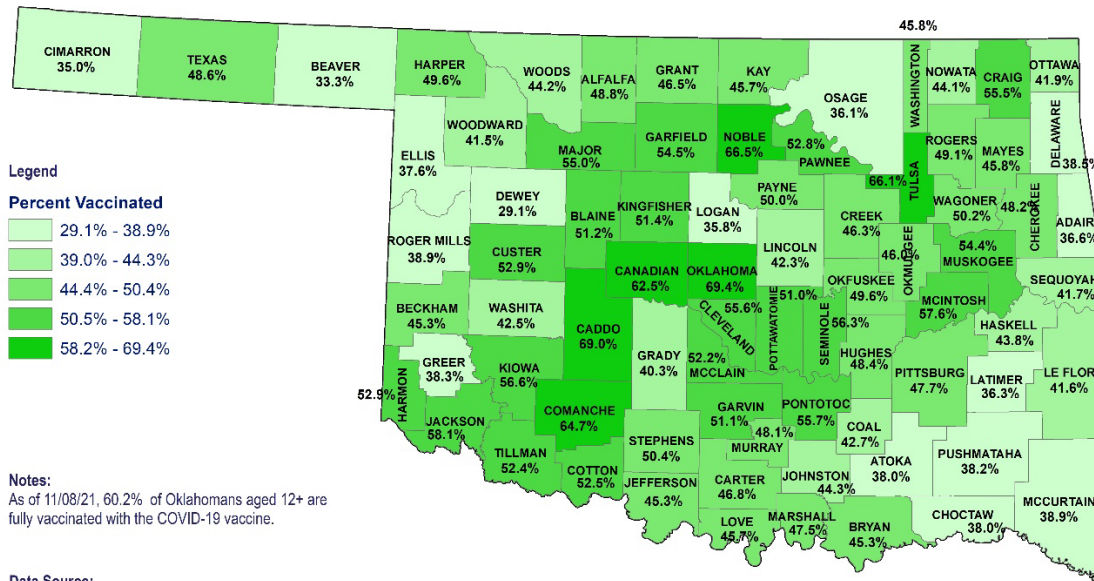 45.8%
CIMARRON
35.0%
TEXAS
48.6%
BEAVER
33.3%
HARPER
49.6%
WOODS
44.2%
ALFALFA
48.8%
GRANT
46.5%
KAY
45.7%
OSAGE
36.1%
WASHINGTON
NOWATA
44.1%
CRAIG
55.5%
OTTAWA
41.9%
WOODWARD
41.5%
MAJOR
55.0%
GARFIELD
54.5%
NOBLE
66.5%
52.8%
PAWNEE
ROGERS
49.1%
MAYES
45.8%
DELAWARE
38.5%
ELLIS
37.6%
DEWEY
29.1%
BLAINE
51.2%
KINGFISHER
51.4%
LOGAN
35.8%
PAYNE
50.0%
66.1%
TULSA
WAGONER
50.2%
48.2%
CHEROKEE
ADAIR
36.6%
Legend
Percent Vaccinated
29.1% - 38.9%
39.0% - 44.3%
44.4% - 50.4%
50.5% - 58.1%
58.2% - 69.4%
ROGER MILLS
38.9%
CUSTER
52.9%
CANADIAN
62.5%
OKLAHOMA
69.4%
LINCOLN
42.3%
CREEK
46.3%
46.0%
OKMULGEE
54.4%
MUSKOGEE
SEQUOYAH
41.7%
BECKHAM
45.3%
WASHITA
42.5%
CADDO
69.0%
GRADY
40.3%
55.6%
CLEVELAND
51.0%
POTTAWATOMIE
SEMINOLE
56.3%
OKFUSKEE
49.6%
MCINTOSH
57.6%
HASKELL
43.8%
GREER
38.3%
KIOWA
56.6%
52.2%
MCCLAIN
HUGHES
48.4%
PITTSBURG
47.7%
LATIMER
36.3%
LE FLOR
41.6%
52.9%
HARMON
JACKSON
58.1%
COMANCHE
64.7%
GARVIN
51.1%
PONTOTOC
55.7%
COAL
42.7%
TILLMAN
52.4%
COTTON
52.5%
STEPHENS
50.4%
48.1%
MURRAY
JOHNSTON
44.3%
ATOKA
38.0%
PUSHMATAHA
38.2%
JEFFERSON
45.3%
CARTER
46.8%
LOVE
45.7%
MARSHALL
47.5%
BRYAN
45.3%
CHOCTAW
38.0%
MCCURTAIN
38.9%
Notes:
As of 11/08/21, 60.2% of Oklahomans aged 12+ are
fully vaccinated with the COVID-19 vaccine.
Data Source: